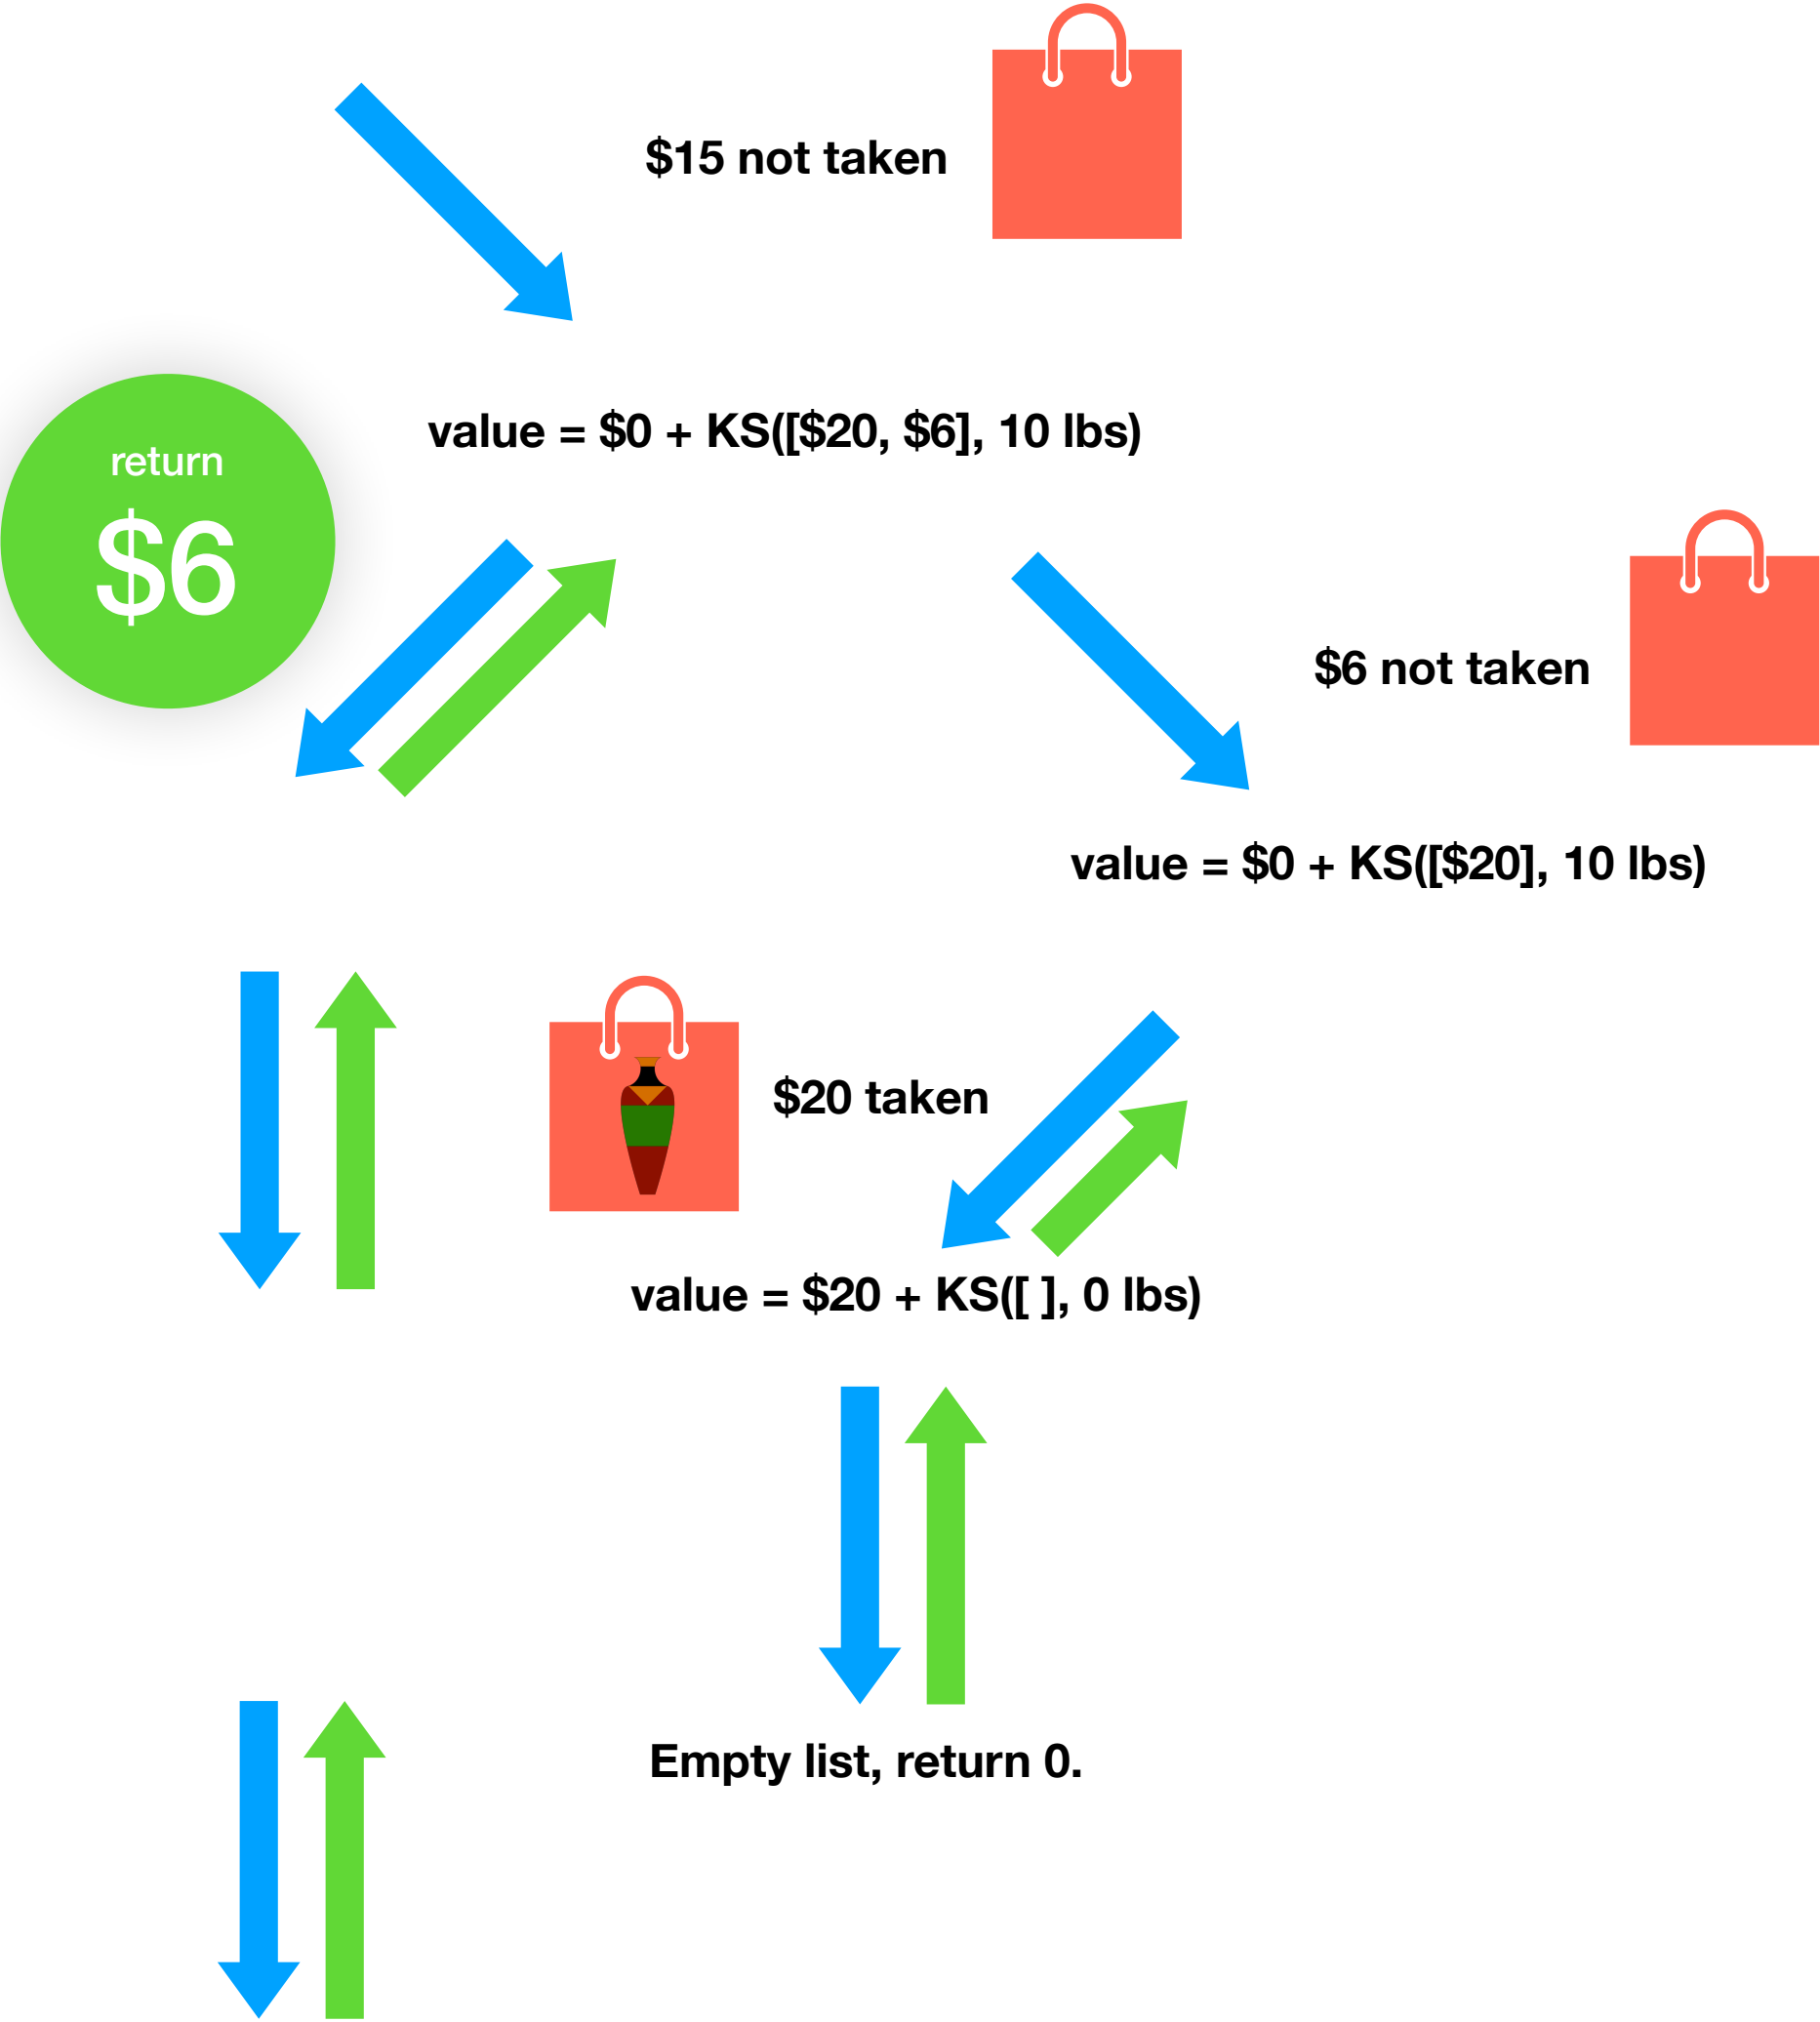 $15 not taken
value = $0 + KS([$20, $6], 10 lbs)
return
$6
$6 not taken
value = $0 + KS([$20], 10 lbs)
$20 taken
value = $20 + KS([ ], 0 lbs)
Empty list, return 0.